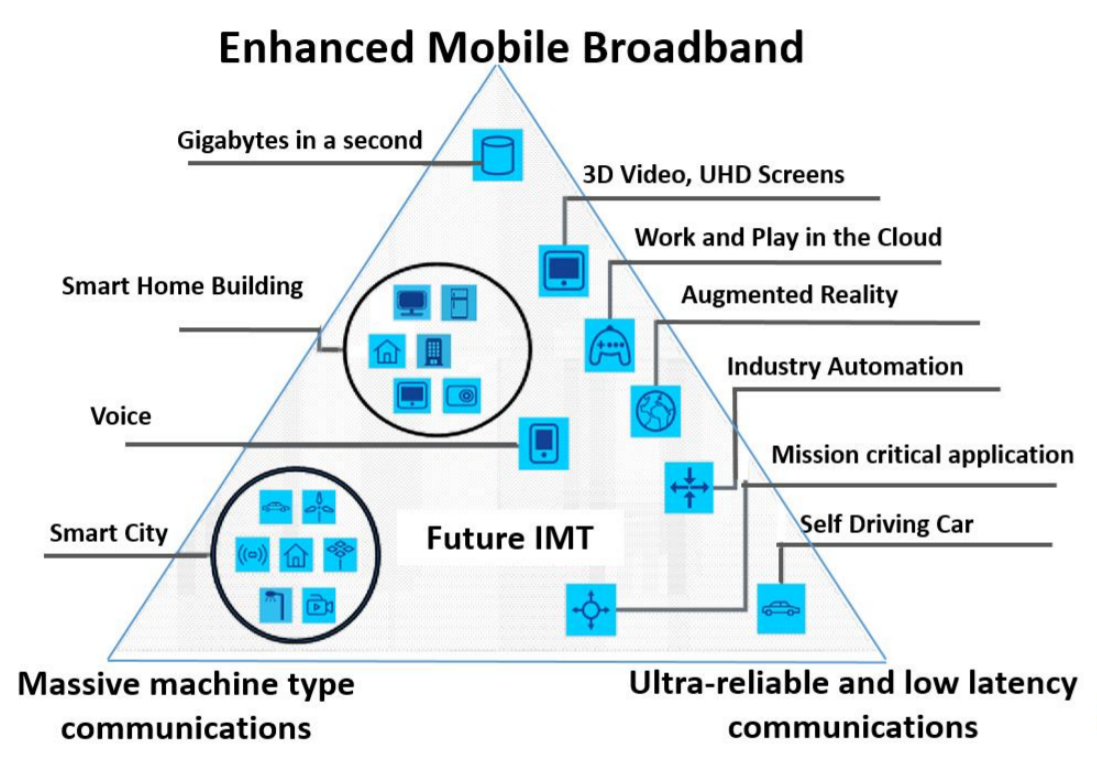 Enhanced Mobile Broadband
Gigabytes in a second
3D Video, UHD Screens
Work and Play in the Cloud
Smart Home Building
Augmented Reality
Industry Automation
Voice
Mission critical application
Smart City
Self Driving Car
Future IMT
Massive machine type
communications
Ultra-reliable and low latency
communications